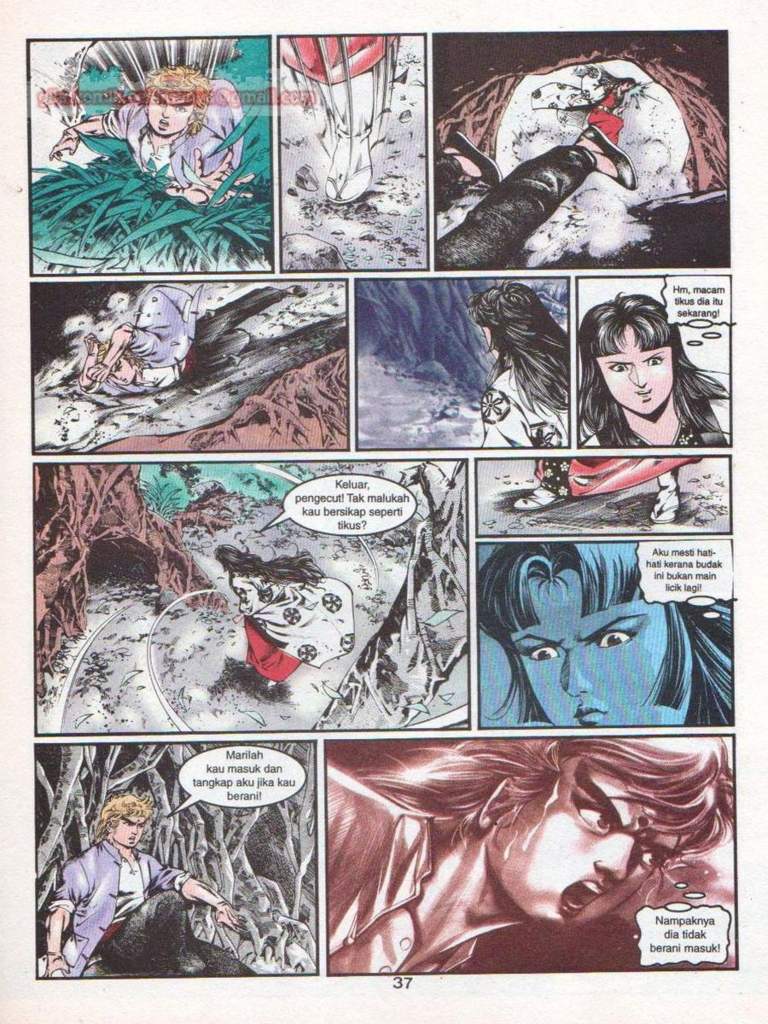 Hm, macam
tikus dia itu
sekarang!
Keluar,
pengecut! Tak malukah
kau bersikap seperti
tikus?
Aku mesti hati-
hati kerana budak
ini bukan main
licik lagi!
Marilah
kau masuk dan
tangkap aku jika kau
berani!
Nampaknya
dia tidak
berani masuk!
37